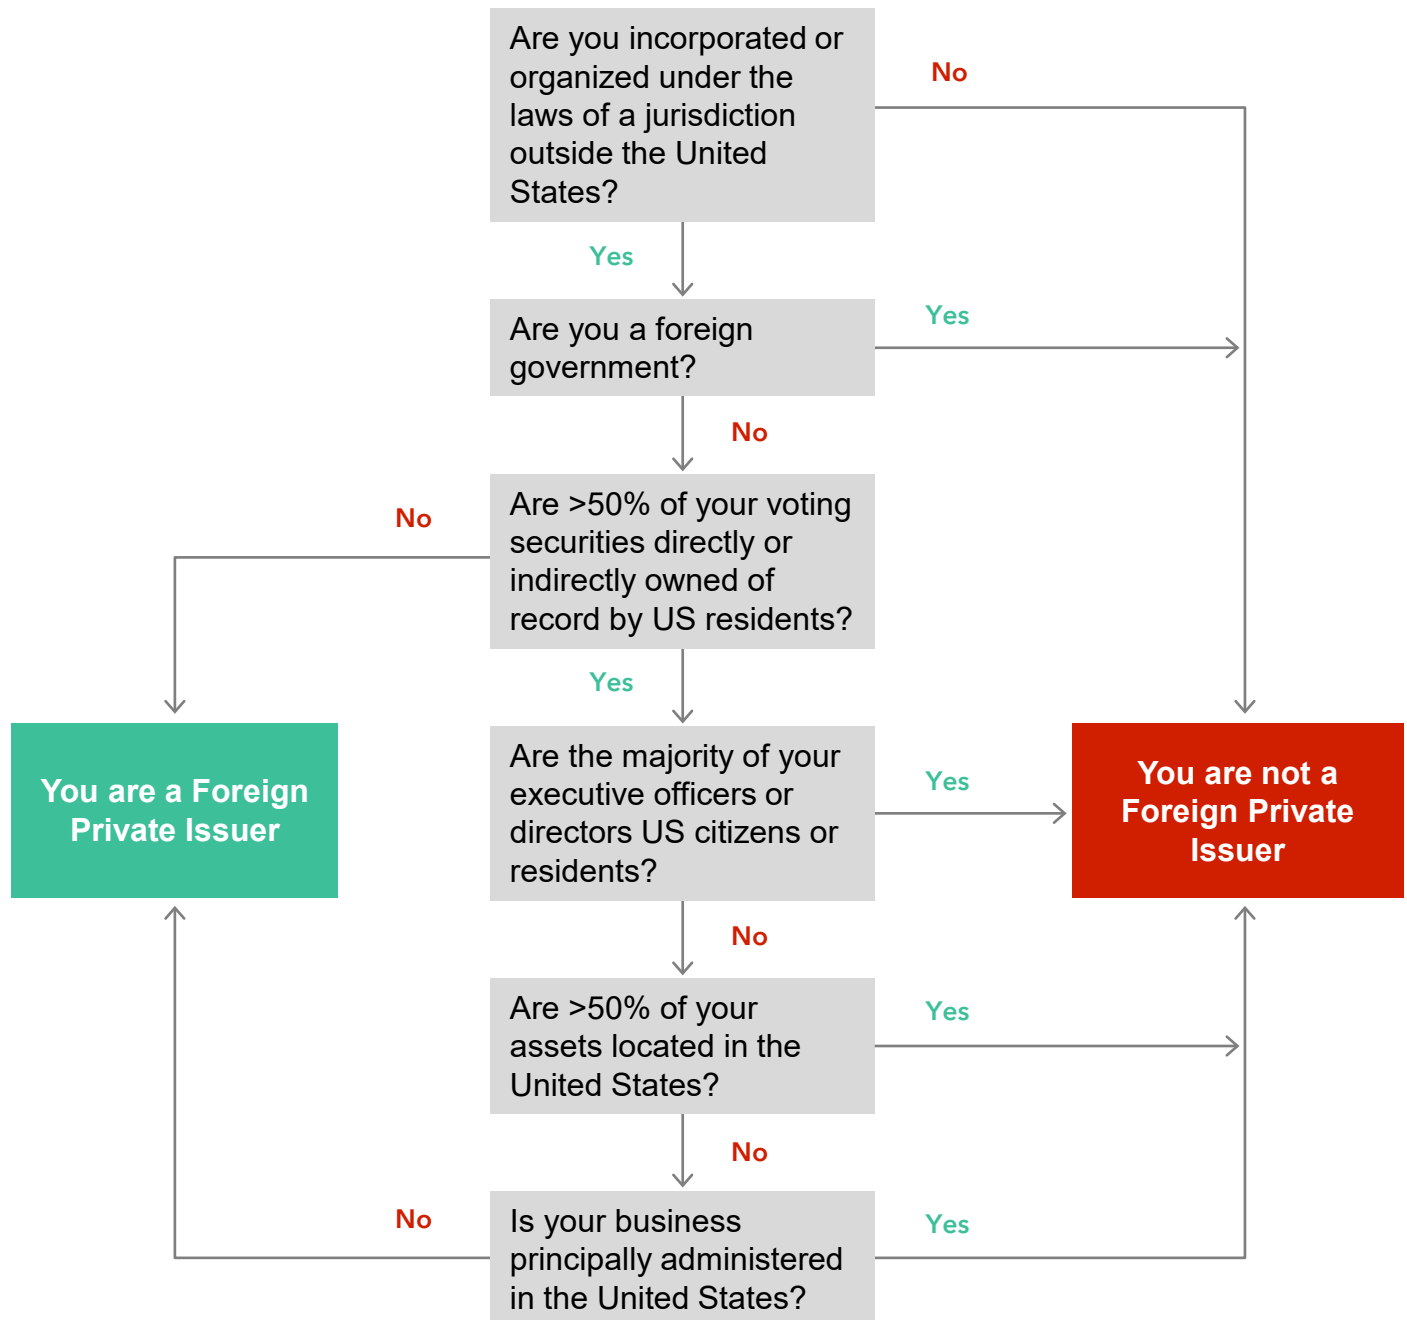 Are you incorporated or
organized under the
laws of a jurisdiction
outside the United
States?
No
Yes
Are you a foreign
government?
Yes
No
Are >50% of your voting
securities directly or
indirectly owned of
record by US residents?
No
Yes
You are a Foreign
Private Issuer
Are the majority of your
executive officers or
directors US citizens or
residents?
Yes
You are not a
Foreign Private
Issuer
No
Are >50% of your
assets located in the
United States?
Yes
No
No
Is your business
principally administered
in the United States?
Yes